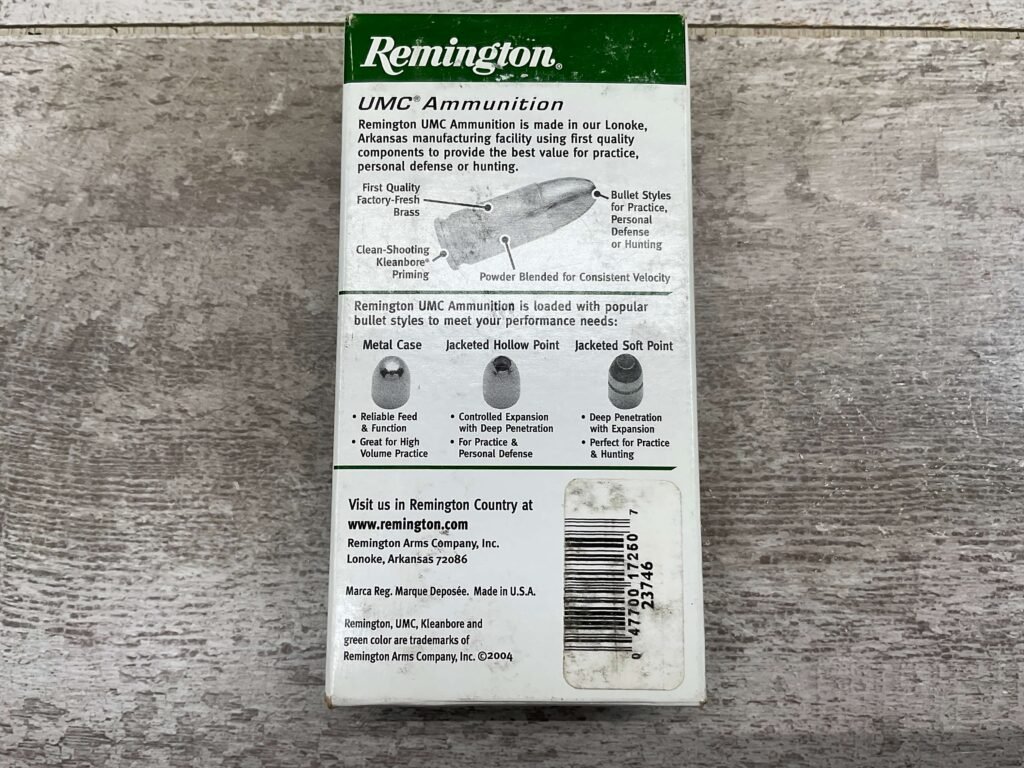 Remington®
UMC® Ammunition
Remington UMC Ammunition is made in our Lonoke,
Arkansas manufacturing facility using first quality
components to provide the best value for practice,
personal defense or hunting.
First Quality
Factory-Fresh
Brass
Bullet Styles
for Practice,
Personal
Defense
or Hunting
Clean-Shooting
Kleanbore®
Priming
Powder Blended for Consistent Velocity
Remington UMC Ammunition is loaded with popular
bullet styles to meet your performance needs:
Metal Case
• Reliable Feed
& Function
• Great for High
Volume Practice
Jacketed Hollow Point
• Controlled Expansion
with Deep Penetration
• For Practice &
Personal Defense
Jacketed Soft Point
• Deep Penetration
with Expansion
• Perfect for Practice
& Hunting
Visit us in Remington Country at
www.remington.com
Remington Arms Company, Inc.
Lonoke, Arkansas 72086
Marca Reg. Marque Deposée. Made in U.S.A.
Remington, UMC, Kleanbore and
green color are trademarks of
Remington Arms Company, Inc. ©2004
0 47700 17260 7
23746